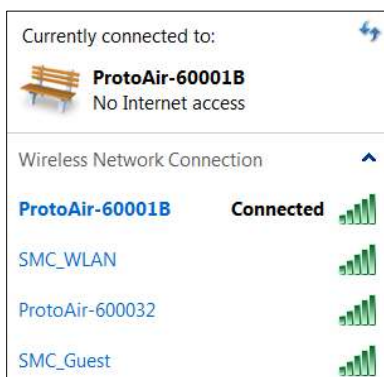 Currently connected to:
ProtoAir-60001B
No Internet access
Wireless Network Connection
ProtoAir-60001B Connected
SMC_WLAN
ProtoAir-600032
SMC_Guest